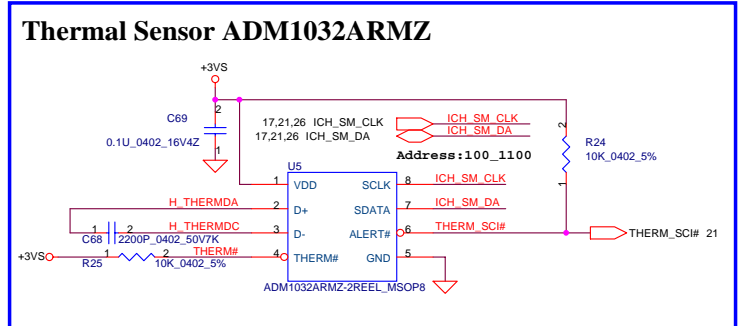 Thermal Sensor ADM1032ARMZ
+3VS
C69
2
1
0.1U_0402_16V4Z
17,21,26 ICH_SM_CLK
ICH_SM_CLK
17,21,26 ICH_SM_DA
ICH_SM_DA
Address:100_1100
2
R24
10K_0402_5%
1
U5
1 VDD SCLK 8 ICH_SM_CLK
H_THERMDA 2 D+ SDATA 7 ICH_SM_DA
H_THERMDC 3 D- ALERT# 6 THERM_SCI#
THERM_SCI# 21
1 2
C68 2200P_0402_50V7K
+3VS
1 2 THERM# 4 THERM# GND 5
R25 10K_0402_5%
ADM1032ARMZ-2REEL_MSOP8